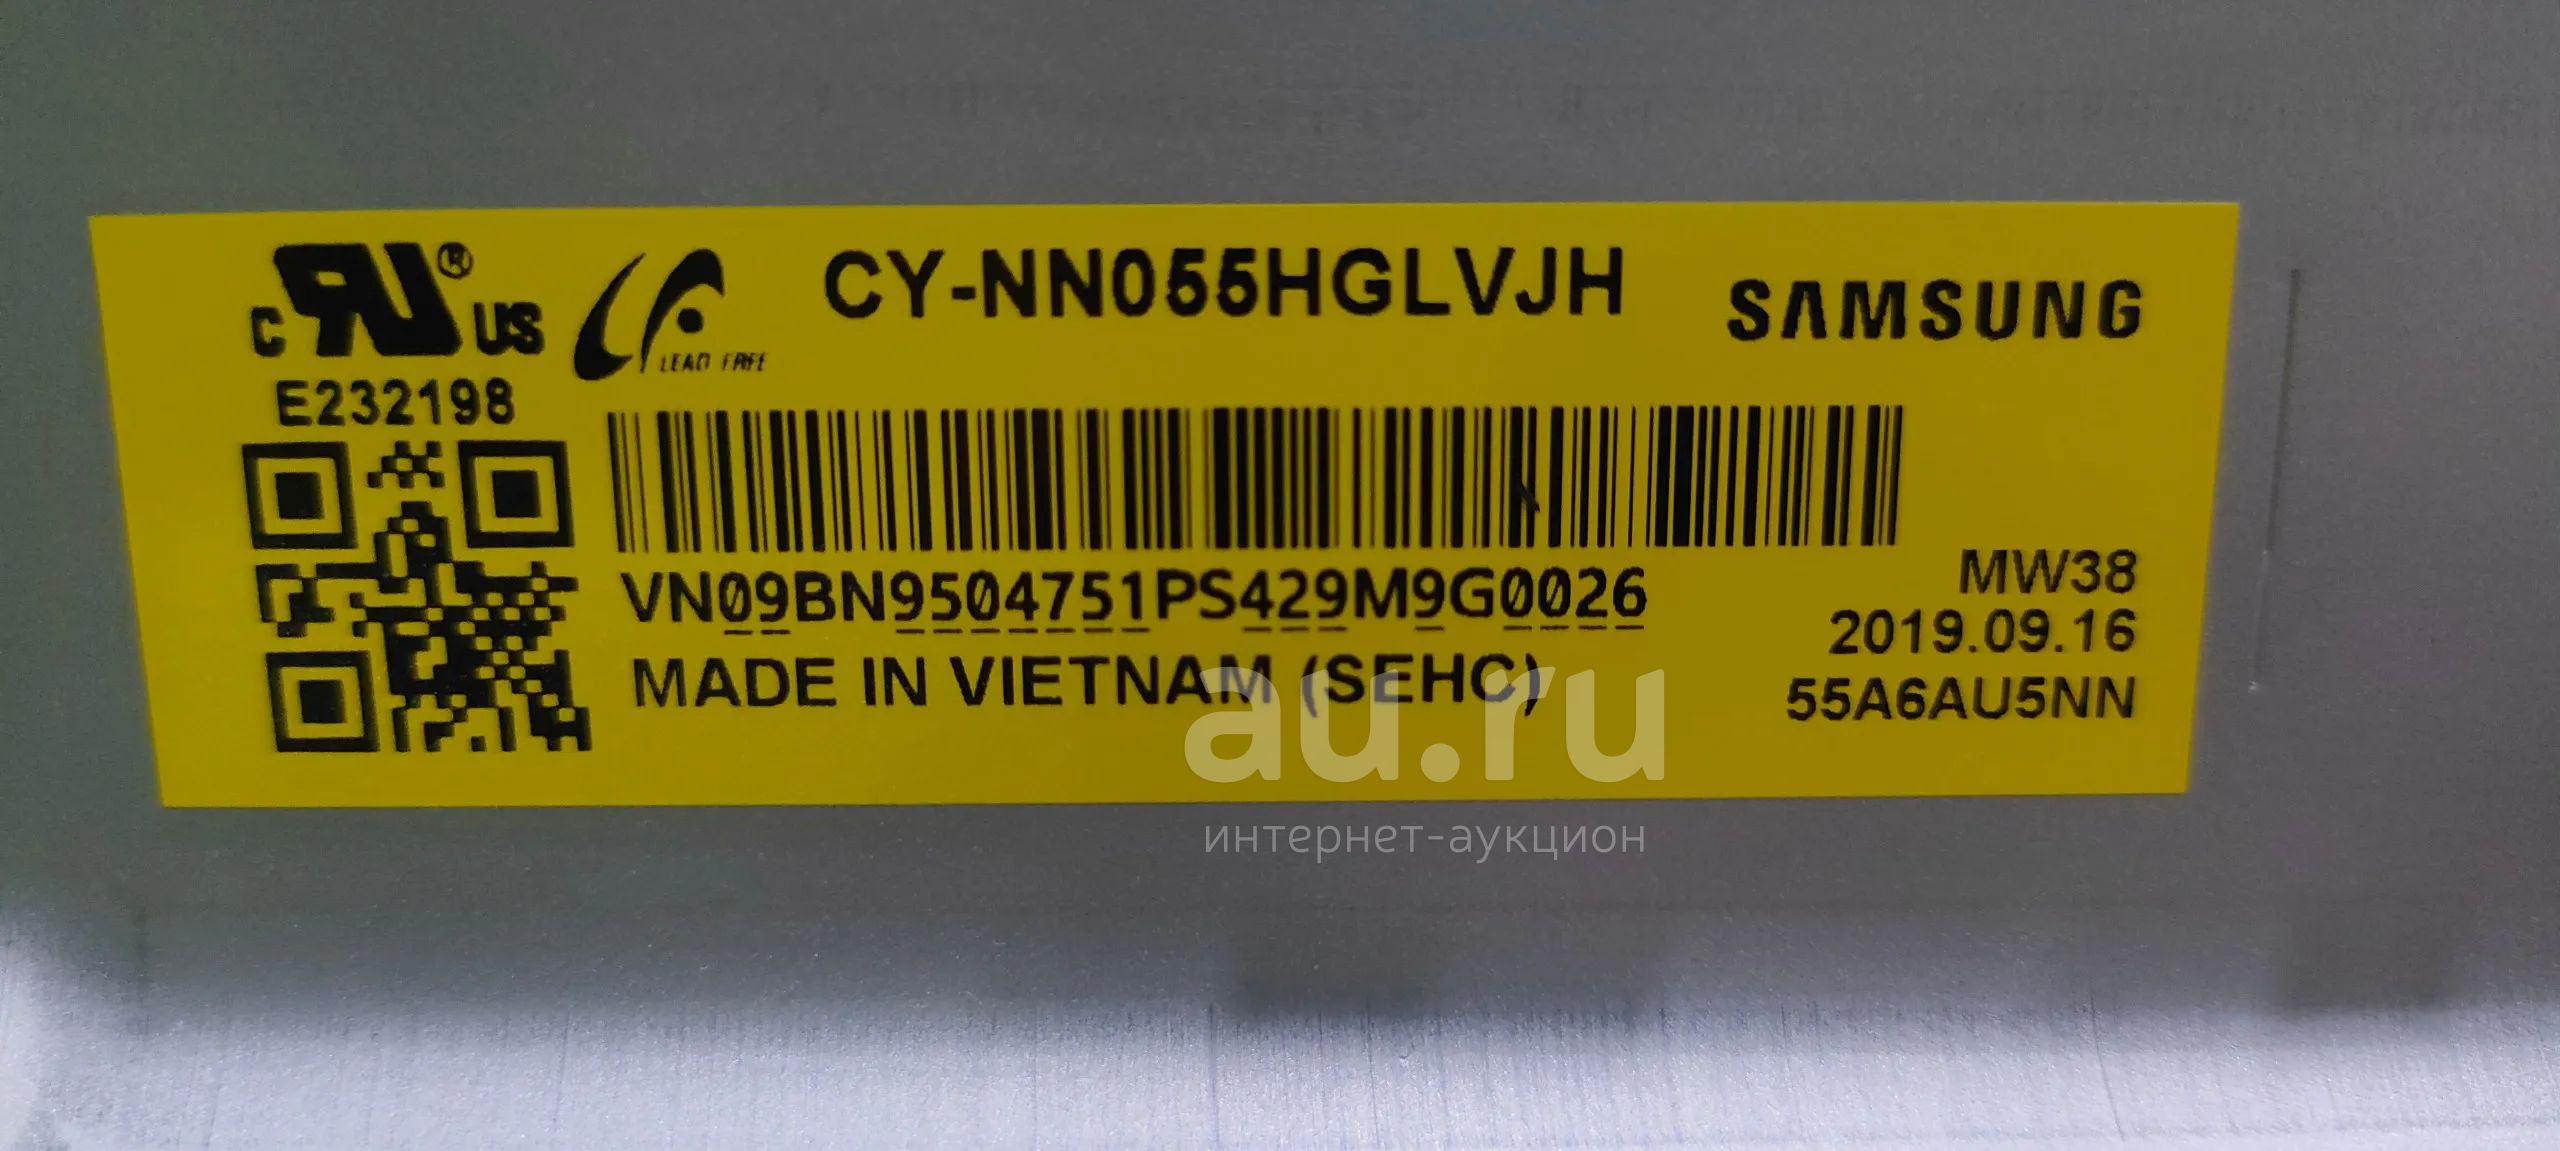 c RU® US
LEAD FREE
CY-NN055HGLVJH
SAMSUNG
E232198
VN09BN9504751PS429M9G0026
MADE IN VIETNAM (SEHC)
MW38
2019.09.16
55A6AU5NN
au.ru
интернет-аукцион